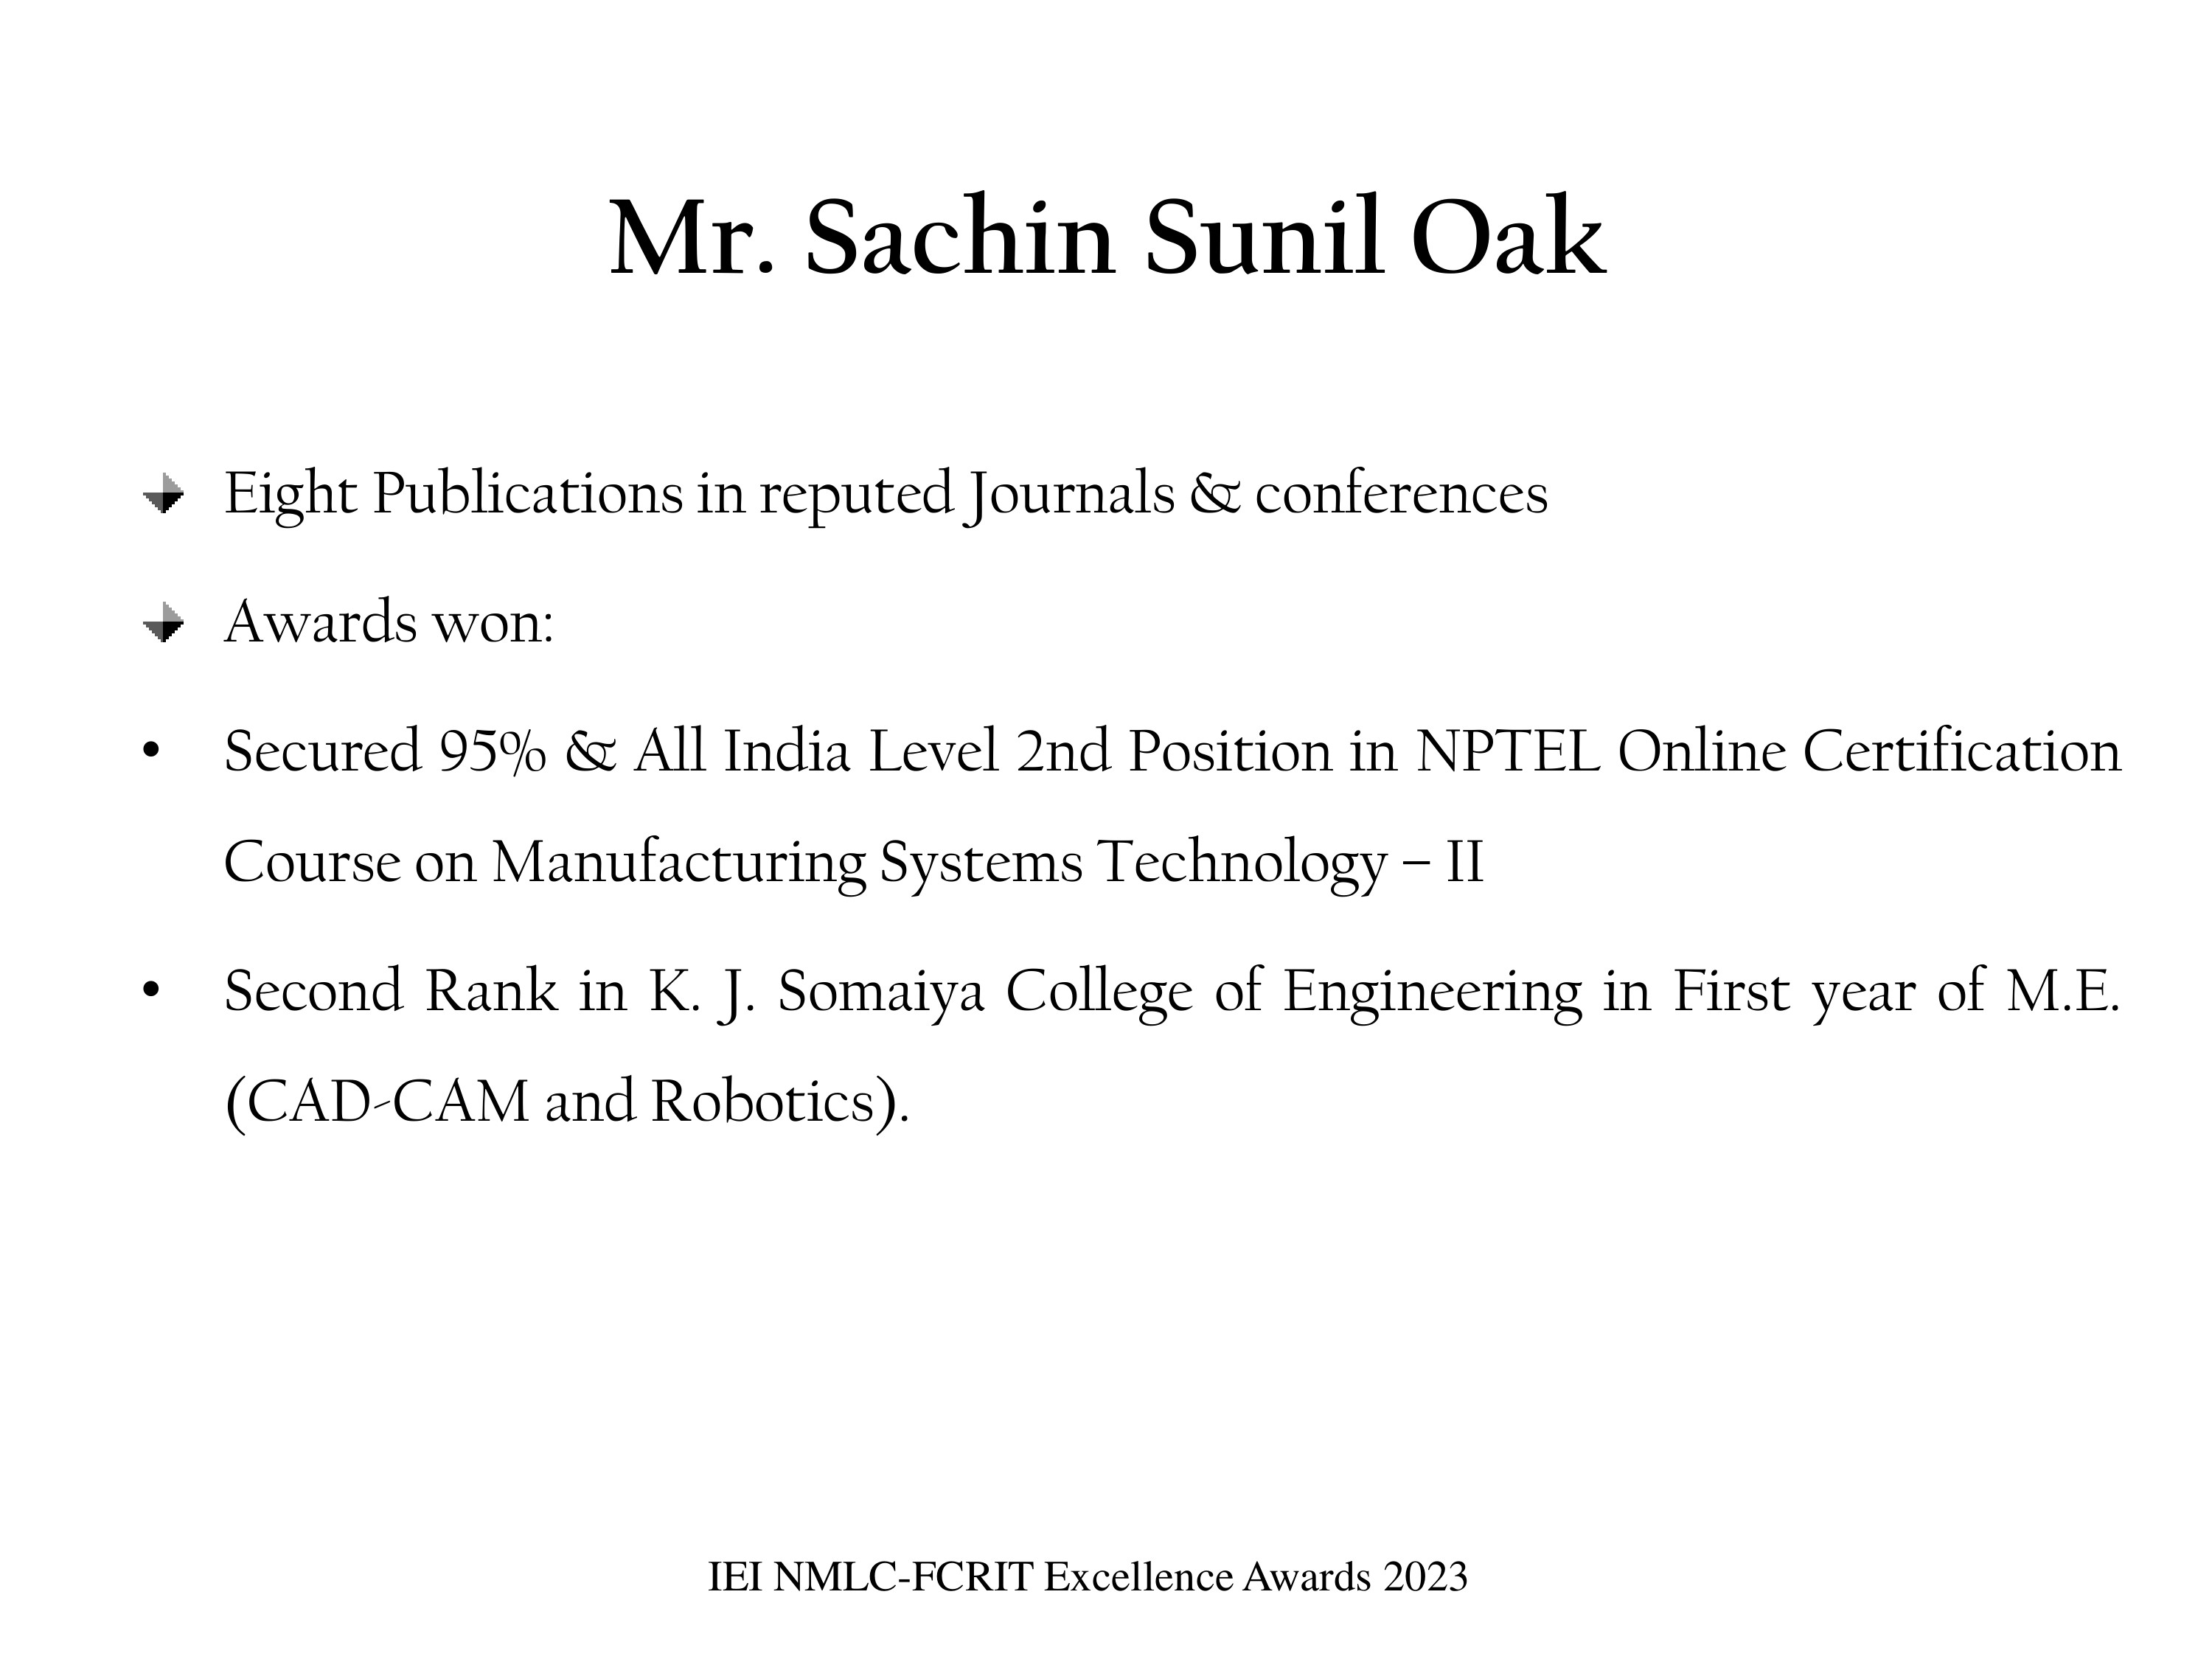 Mr. Sachin Sunil Oak
Eight Publications in reputed Journals & conferences
Awards won:
• Secured 95% & All India Level 2nd Position in NPTEL Online Certification
Course on Manufacturing Systems Technology – II
• Second Rank in K. J. Somaiya College of Engineering in First year of M.E.
(CAD-CAM and Robotics).
IEI NMLC-FCRIT Excellence Awards 2023